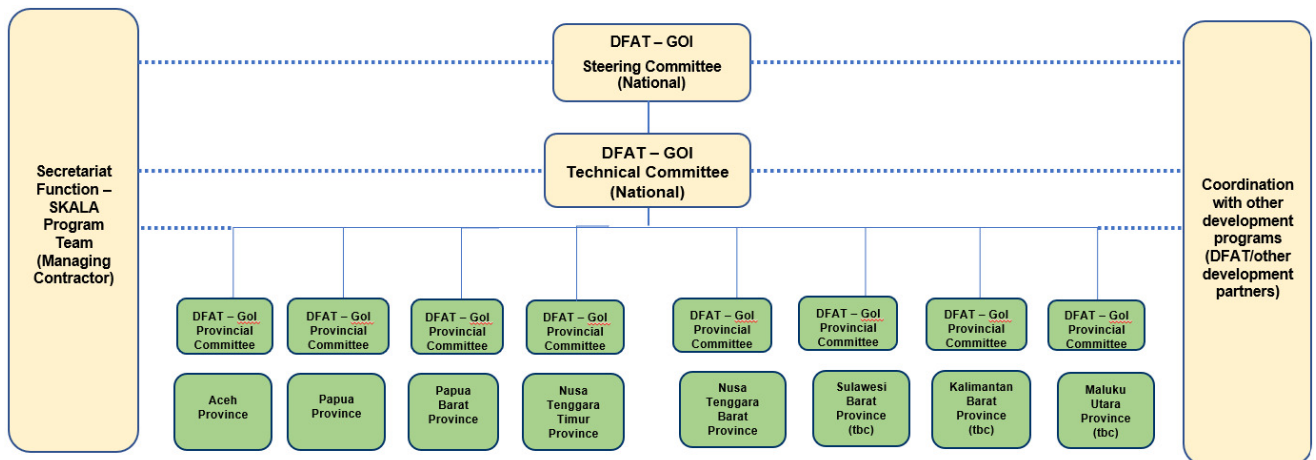 Secretariat
Function –
SKALA
Program
Team
(Managing
Contractor)
DFAT – GOI
Steering Committee
(National)
DFAT – GOI
Technical Committee
(National)
Coordination
with other
development
programs
(DFAT/other
development
partners)
DFAT – GoI
Provincial
Committee
DFAT – GoI
Provincial
Committee
DFAT – GoI
Provincial
Committee
DFAT – GoI
Provincial
Committee
DFAT – GoI
Provincial
Committee
DFAT – GoI
Provincial
Committee
DFAT – GoI
Provincial
Committee
DFAT – GoI
Provincial
Committee
Aceh
Province
Papua
Province
Papua
Barat
Province
Nusa
Tenggara
Timur Province
Nusa
Tenggara
Barat
Province
Sulawesi
Barat
Province
(tbc)
Kalimantan
Barat
Province
(tbc)
Maluku
Utara
Province
(tbc)